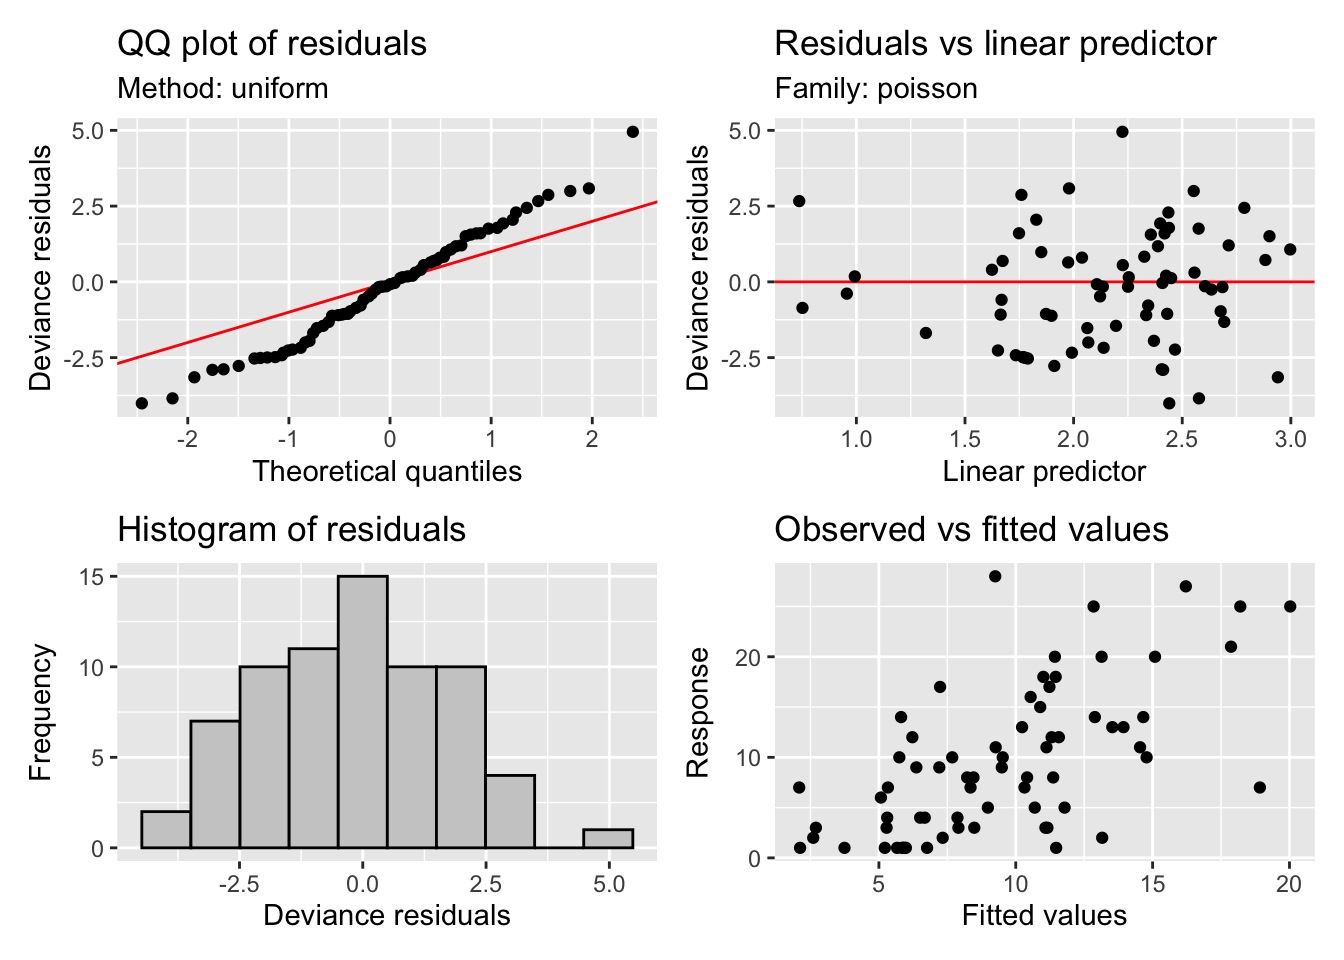 QQ plot of residuals
Method: uniform
5.0
2.5
0.0
-2.5
Deviance residuals
-2
-1
0
1
2
Theoretical quantiles
Residuals vs linear predictor
Family: poisson
5.0
2.5
0.0
-2.5
Deviance residuals
1.0
1.5
2.0
2.5
3.0
Linear predictor
Histogram of residuals
15
10
5
0
Frequency
-2.5
0.0
2.5
5.0
Deviance residuals
Observed vs fitted values
20
10
0
Response
5
10
15
20
Fitted values